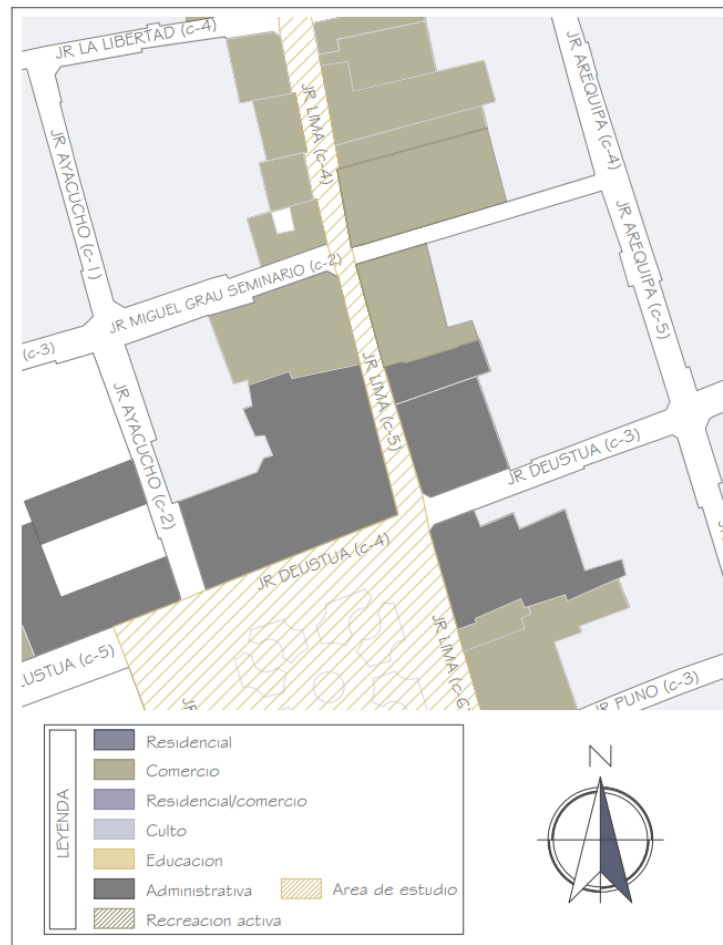 JR LA LIBERTAD (c-4)
JR LIMA (c-4)
JR AREQUIPA (c-4)
JR AYACUCHO (c-1)
JR AREQUIPA (c-5)
JR MIGUEL GRAU SEMINARIO (c-2)
(c-3)
JR AYACUCHO (c-2)
JR LIMA (c-5)
JR DEUSTUA (c-3)
JR DEUSTUA (c-4)
JR LIMA (c-6)
EUSTUA (c-5)
JR PUNO (c-3)
N
LEYENDA
Residencial
Comercio
Residencial/comercio
Culto
Educacion
Administrativa
Area de estudio
Recreacion activa